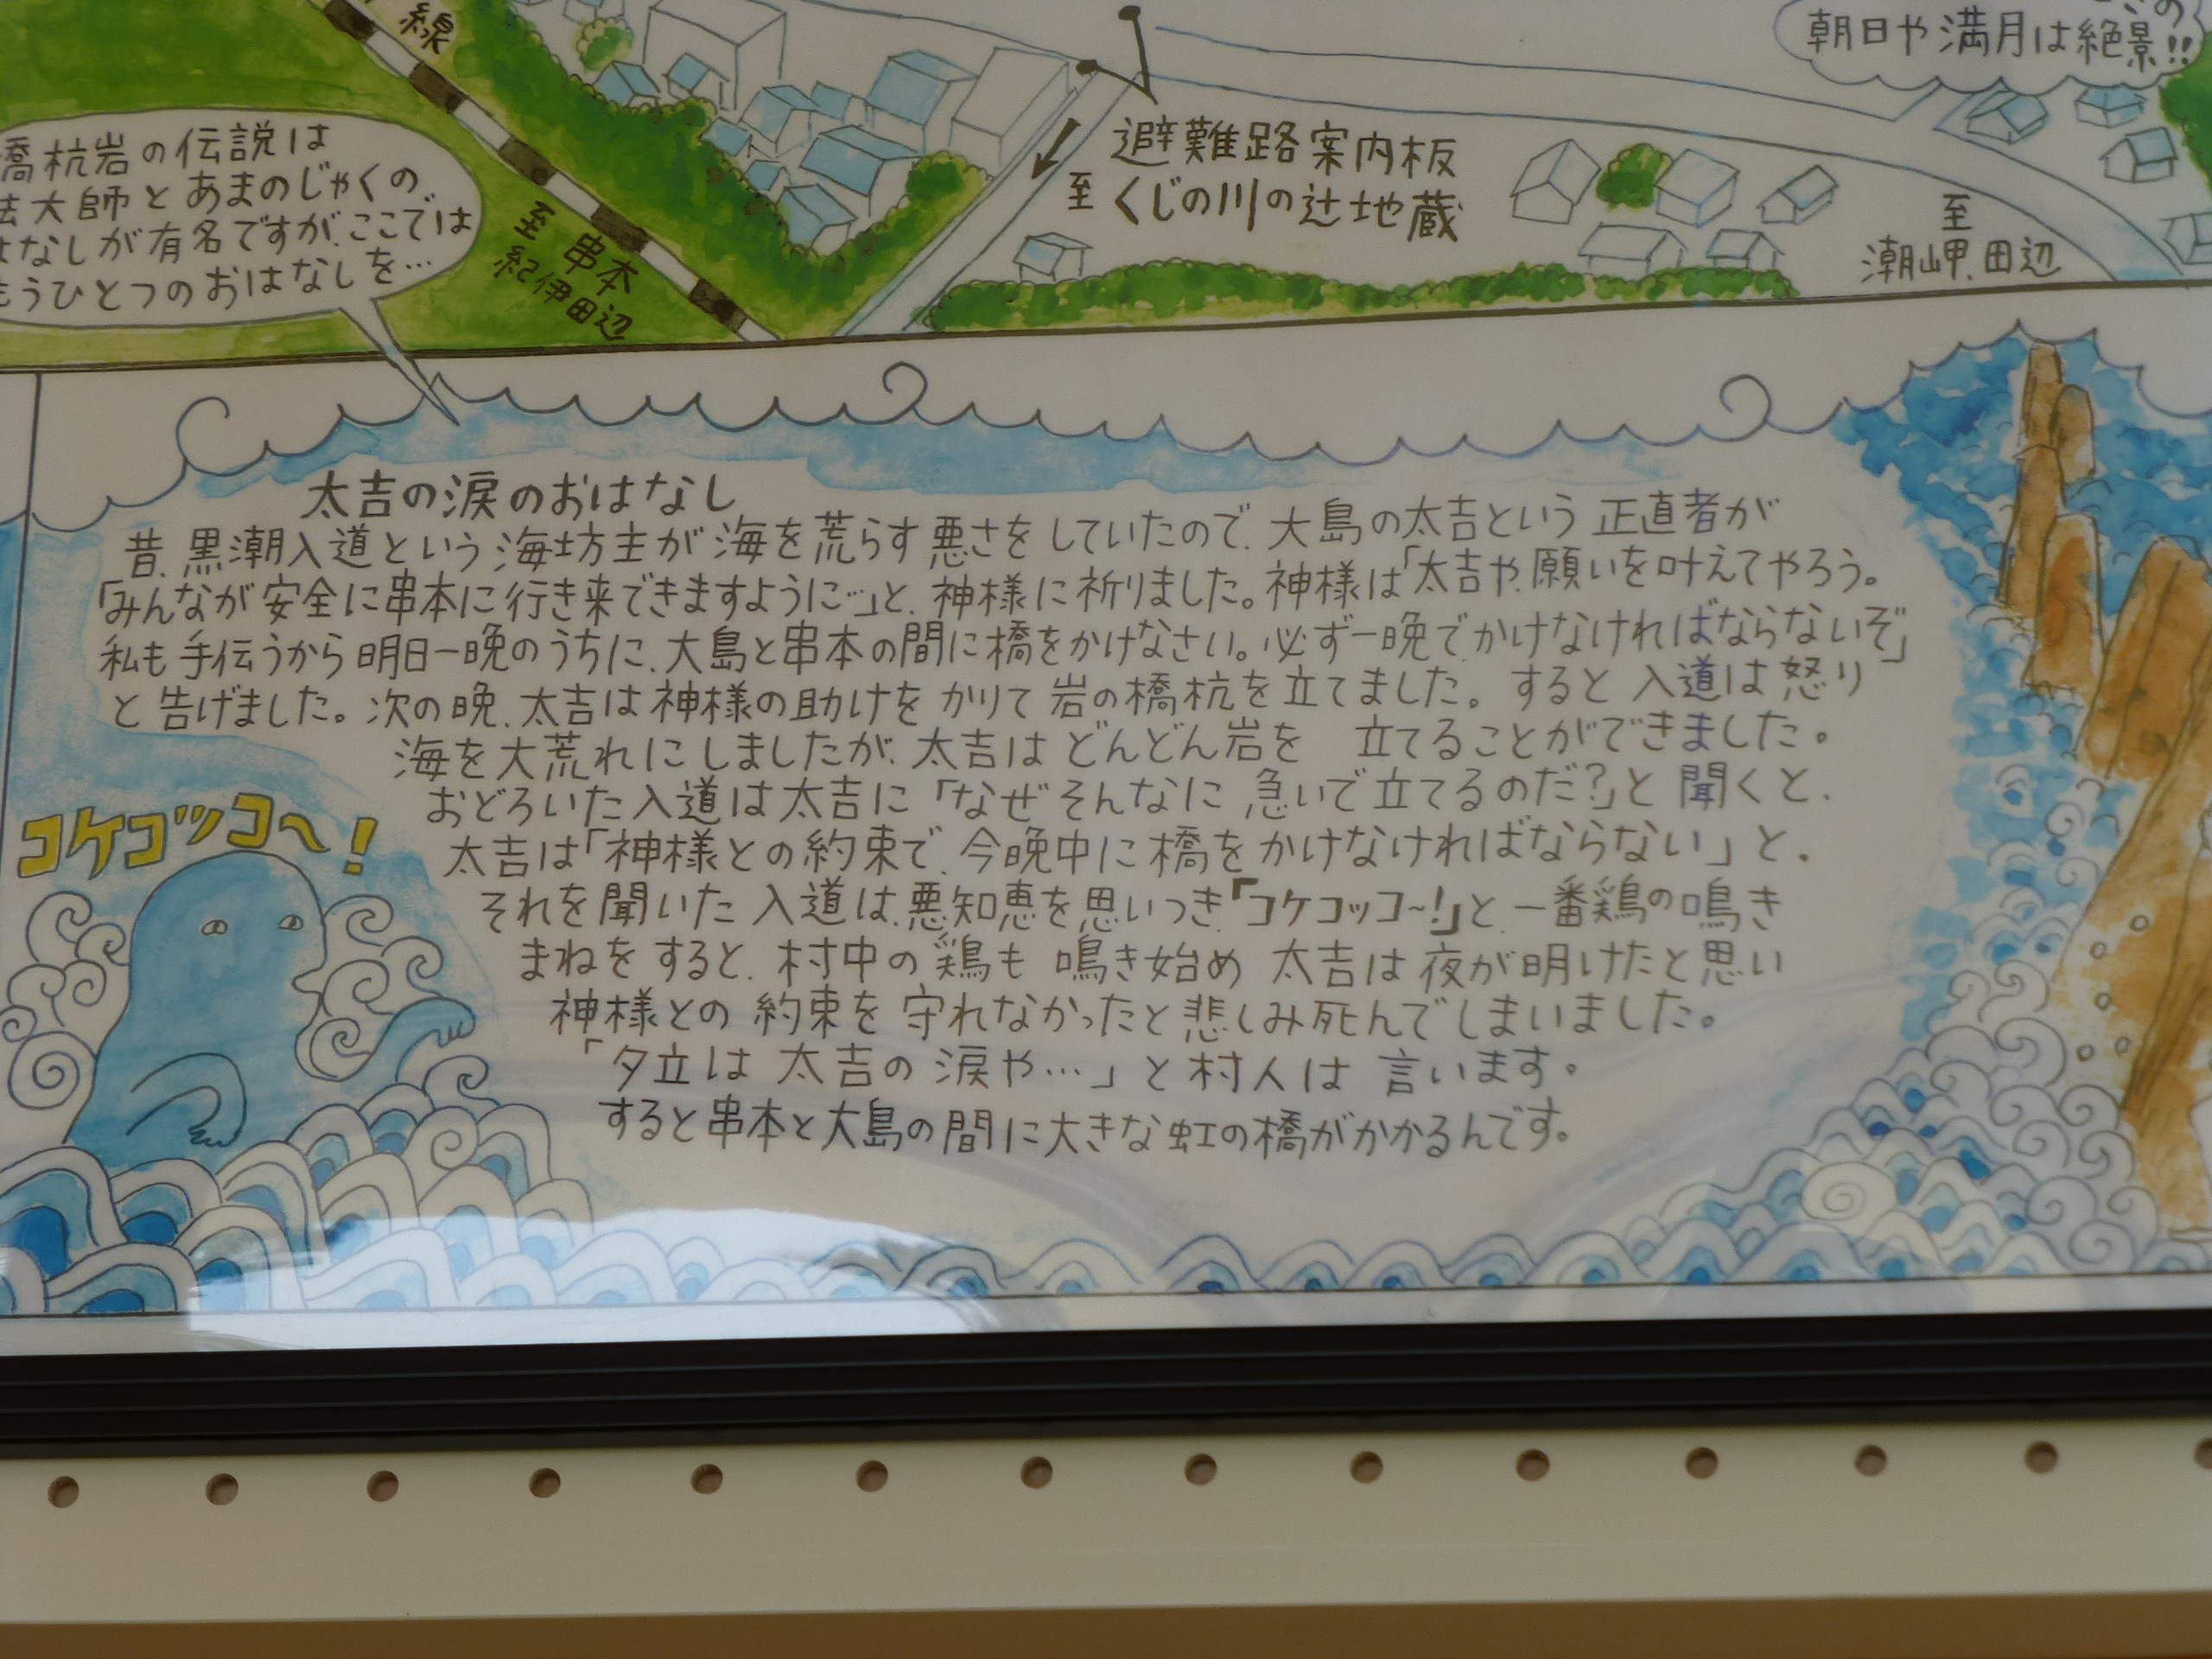 線
朝日や満月は絶景!!
橋杭岩の伝説は
法大師とあまのじゃくの
はなしが有名ですが、ここでは
もうひとつのおはなしを…
至 串本
紀伊田辺
避難路案内板
至 くじの川の辻地蔵
至
潮岬、田辺
太吉の涙のおはなし
昔、黒潮入道という海坊主が海を荒らす悪さをしていたので、大島の太吉という正直者が
「みんなが安全に串本に行き来できますように…」と、神様に祈りました。神様は「太吉や、願いを叶えてやろう。
私も手伝うから明日一晩のうちに、大島と串本の間に橋をかけなさい。必ず一晩でかけなければならないぞ」
と告げました。次の晩、太吉は神様の助けをかりて岩の橋杭を立てました。すると入道は怒り
海を大荒れにしましたが、太吉はどんどん岩を 立てることができました。
おどろいた入道は太吉に「なぜそんなに急いで立てるのだ?」と聞くと、
太吉は「神様との約束で、今晩中に橋をかけなければならない」と、
それを聞いた入道は、悪知恵を思いつき「コケコッコ〜!」と、一番鶏の鳴き
まねをすると、村中の鶏も鳴き始め 太吉は夜が明けたと思い
神様との約束を守れなかったと悲しみ死んでしまいました。
「夕立は太吉の涙や…」と村人は言います。
すると串本と大島の間に大きな虹の橋がかかるんです。
コケコッコ〜!